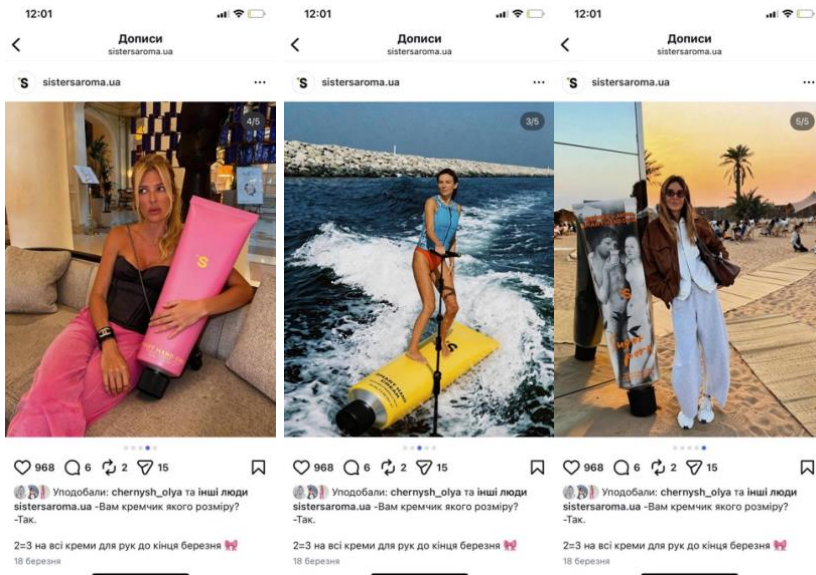 12:01
Дописи
sistersaroma.ua
sistersaroma.ua
4/5
S
968 6 2 15
Уподобали: chernysh_olya та інші люди
sistersaroma.ua -Вам кремчик якого розміру?
-Так.
2=3 на всі креми для рук до кінця березня
18 березня
12:01
Дописи
sistersaroma.ua
sistersaroma.ua
3/5
S
SMART HAND
CREAM
968 6 2 15
Уподобали: chernysh_olya та інші люди
sistersaroma.ua -Вам кремчик якого розміру?
-Так.
2=3 на всі креми для рук до кінця березня
18 березня
12:01
Дописи
sistersaroma.ua
sistersaroma.ua
5/5
S
968 6 2 15
Уподобали: chernysh_olya та інші люди
sistersaroma.ua -Вам кремчик якого розміру?
-Так.
2=3 на всі креми для рук до кінця березня
18 березня